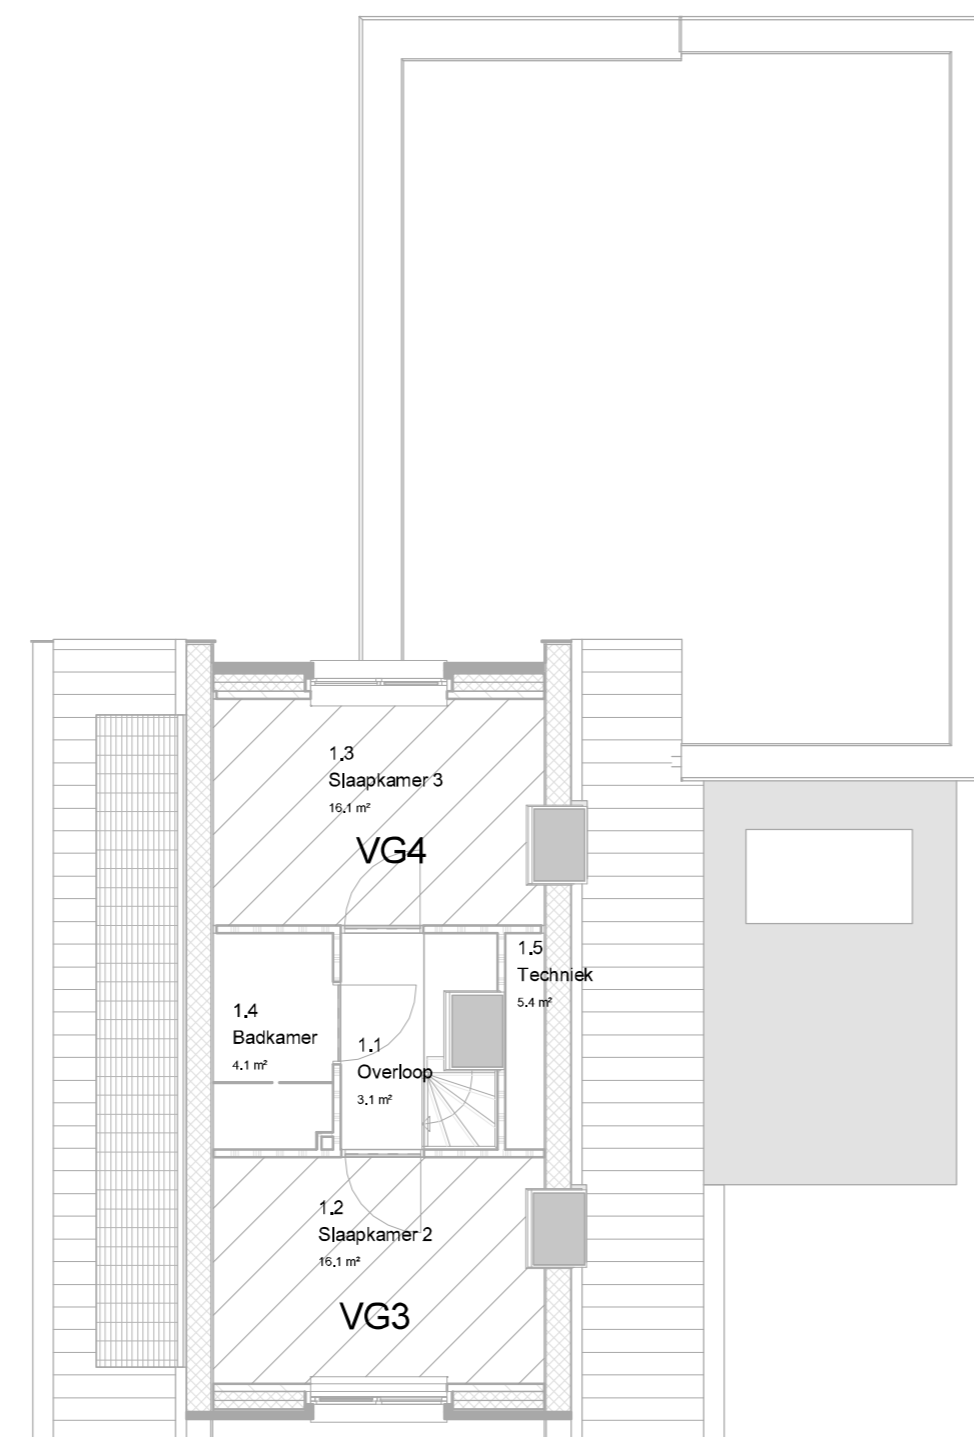 1.3
Slaapkamer 3
16.1 m²
VG4
1.5
Techniek
5.4 m²
1.4
Badkamer
4.1 m²
1.1
Overloop
3.1 m²
1.2
Slaapkamer 2
16.1 m²
VG3